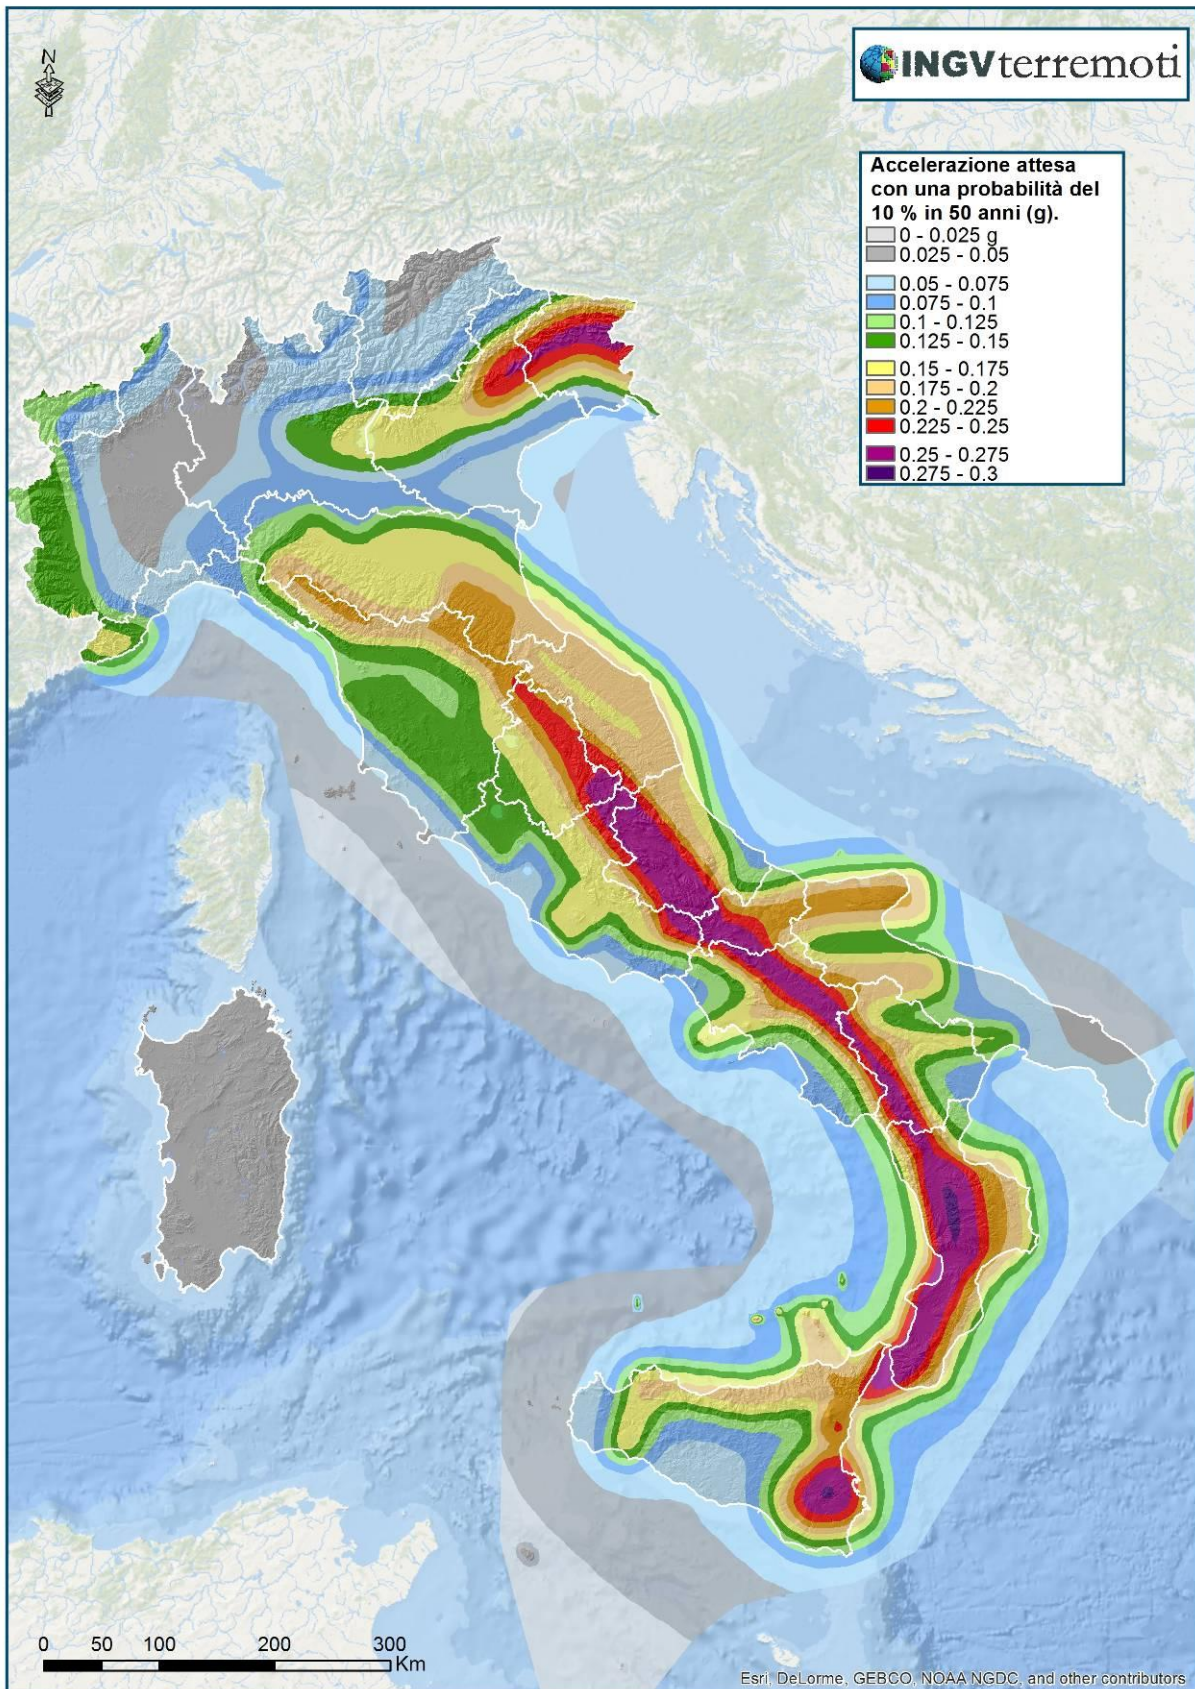 N
INGVterremoti
Accelerazione attesa
con una probabilità del
10 % in 50 anni (g).
0 - 0.025 g
0.025 - 0.05
0.05 - 0.075
0.075 - 0.1
0.1 - 0.125
0.125 - 0.15
0.15 - 0.175
0.175 - 0.2
0.2 - 0.225
0.225 - 0.25
0.25 - 0.275
0.275 - 0.3
0 50 100 200 300
Km
Esri, DeLorme, GEBCO, NOAA NGDC, and other contributors